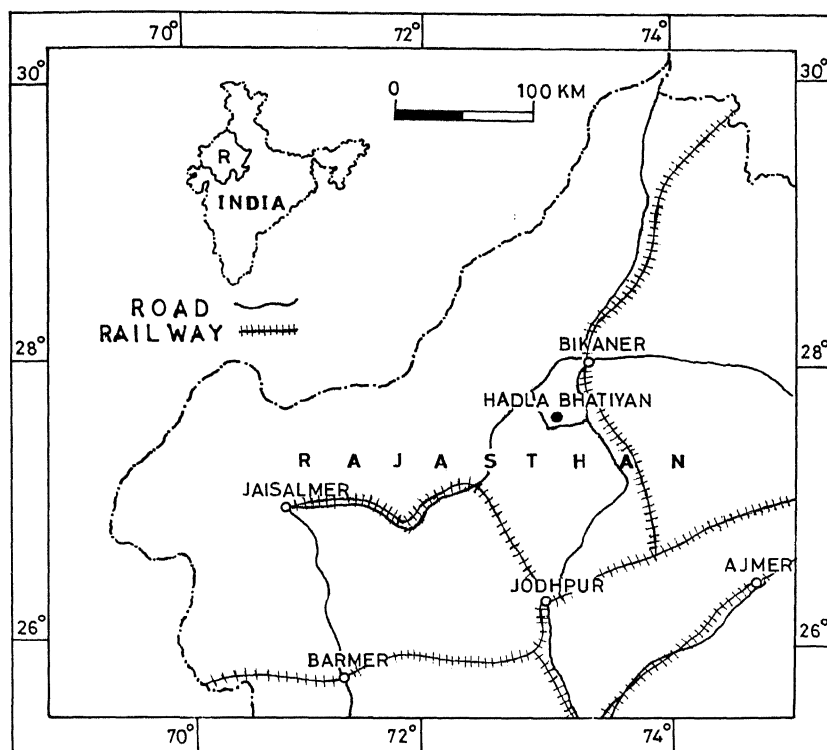 70° 72° 74°
30° 30°
0 100 KM
R
INDIA
ROAD
RAILWAY
28° 28°
BIKANER
HADLA BHATIYAN
R A J A S T H A N
JAISALMER
AJMER
JODHPUR
26° 26°
BARMER
70° 72° 74°